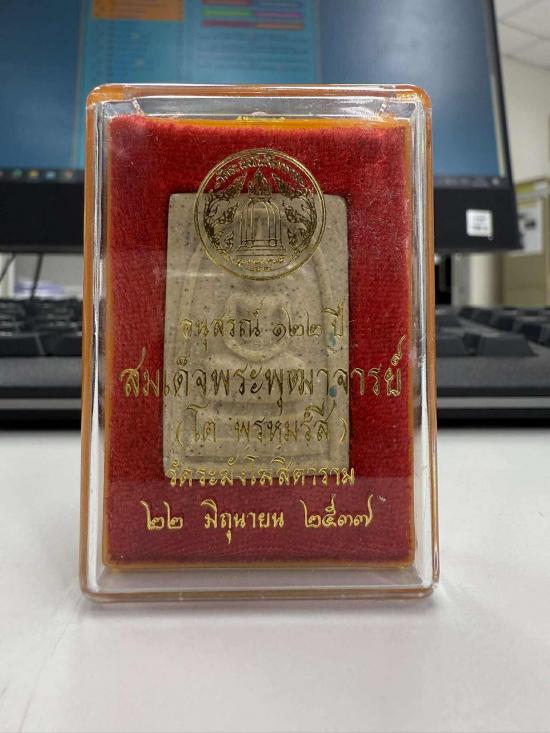 อนุสรณ์ ๑๒๒ ปี
สมเด็จพระพุฒาจารย์
(โต พรหมรังสี)
วัดระฆังโฆสิตาราม
๒๒ มิถุนายน ๒๕๓๗